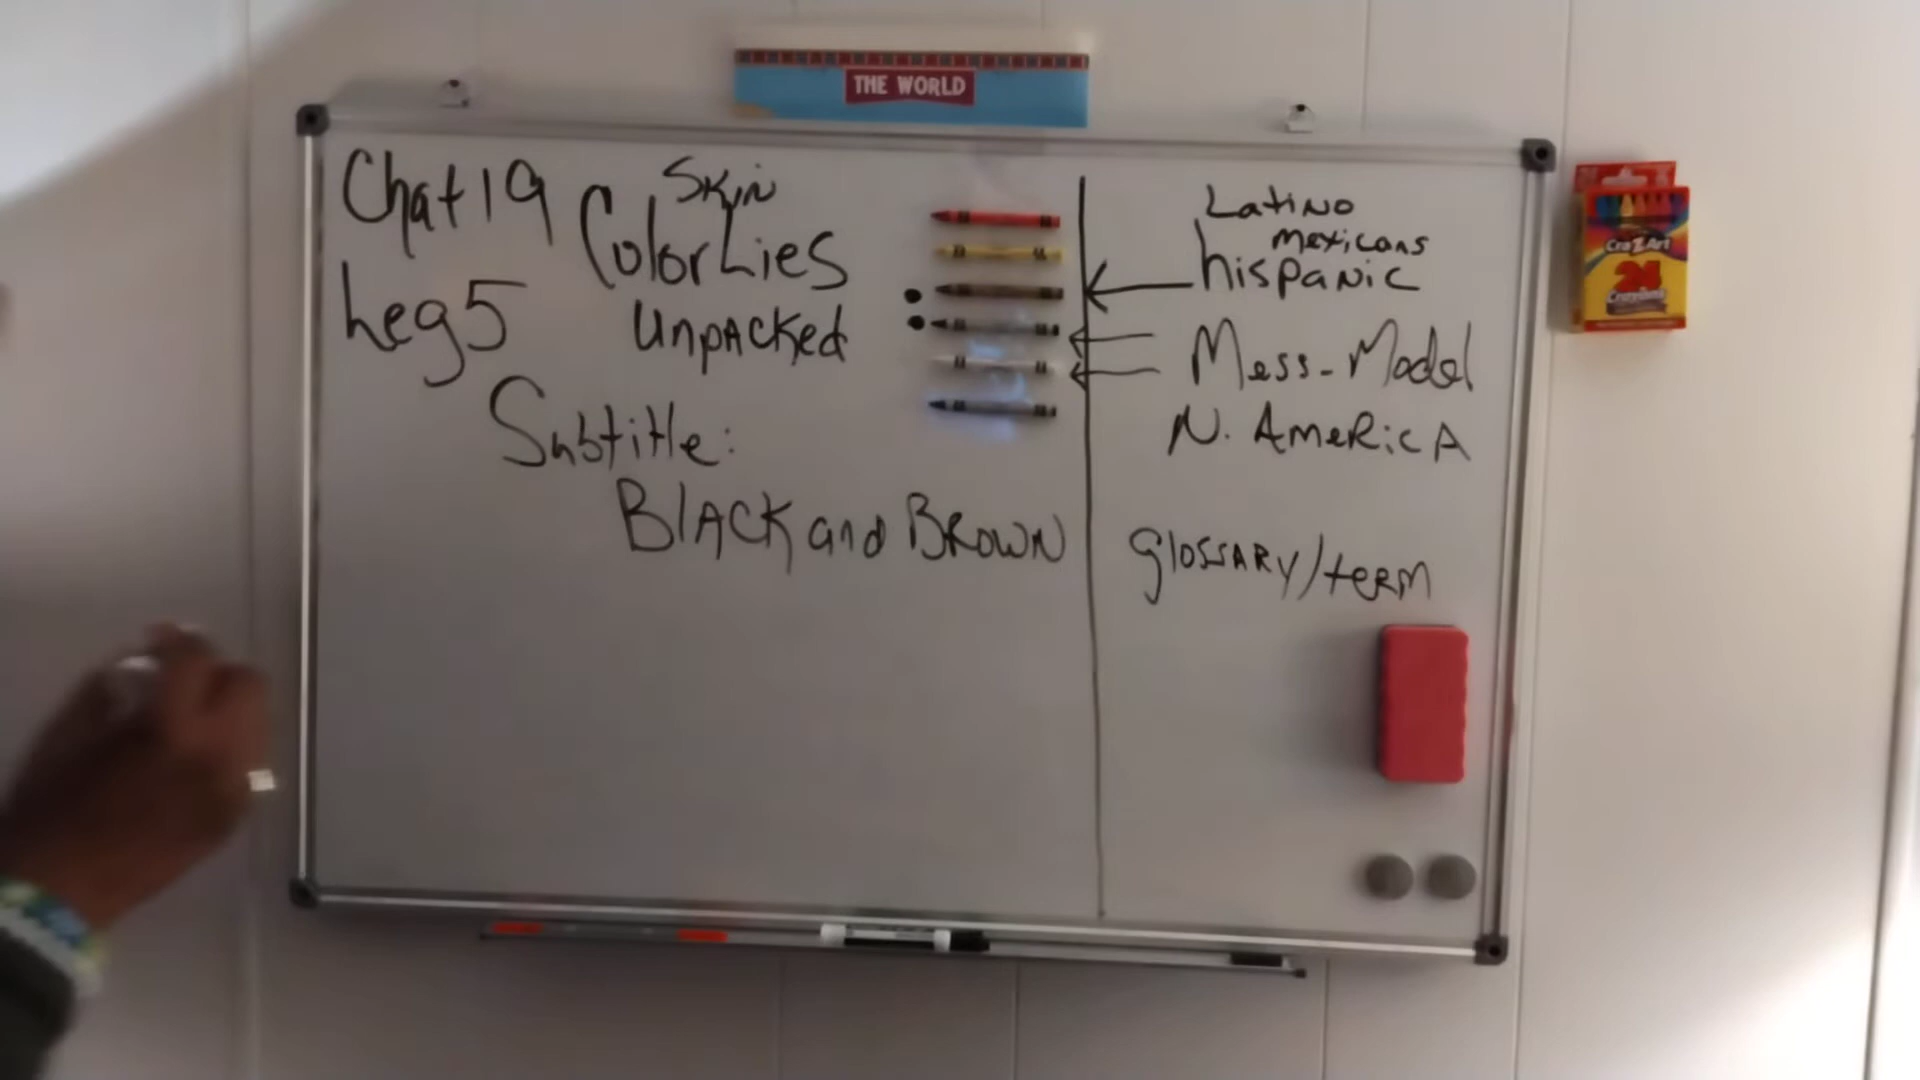 THE WORLD
Chat 19
Leg 5
Skin
Color Lies
Unpacked
Subtitle:
BLACK and BROWN
Latino
Mexicans
hispanic
Mess-Model
N. AMeRicA
glossary/term
Cra-Z-Art
24
Crayons